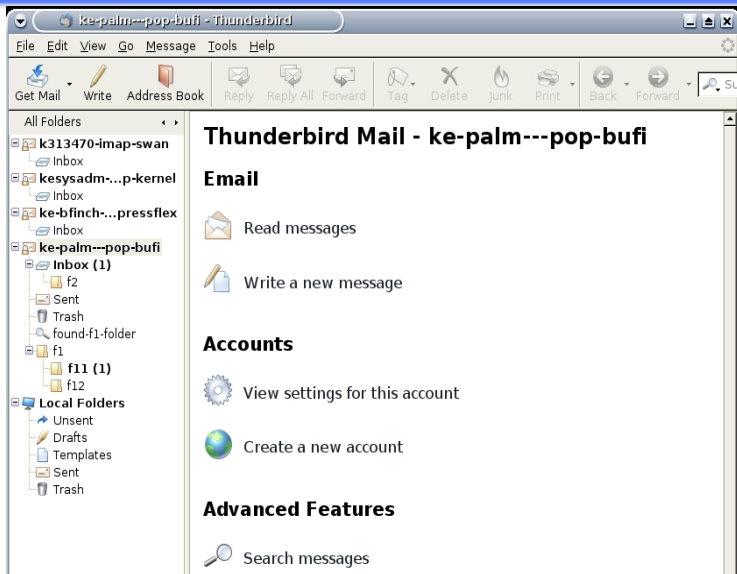 ke-palm---pop-bufi - Thunderbird
File Edit View Go Message Tools Help
Get Mail Write Address Book Reply Reply All Forward Tag Delete Junk Print Back Forward Su
All Folders
k313470-imap-swan
Inbox
kesysadm-...p-kernel
Inbox
ke-bfinch-...pressflex
Inbox
ke-palm---pop-bufi
Inbox (1)
f2
Sent
Trash
found-f1-folder
f1
f11 (1)
f12
Local Folders
Unsent
Drafts
Templates
Sent
Trash
Thunderbird Mail - ke-palm---pop-bufi
Email
Read messages
Write a new message
Accounts
View settings for this account
Create a new account
Advanced Features
Search messages